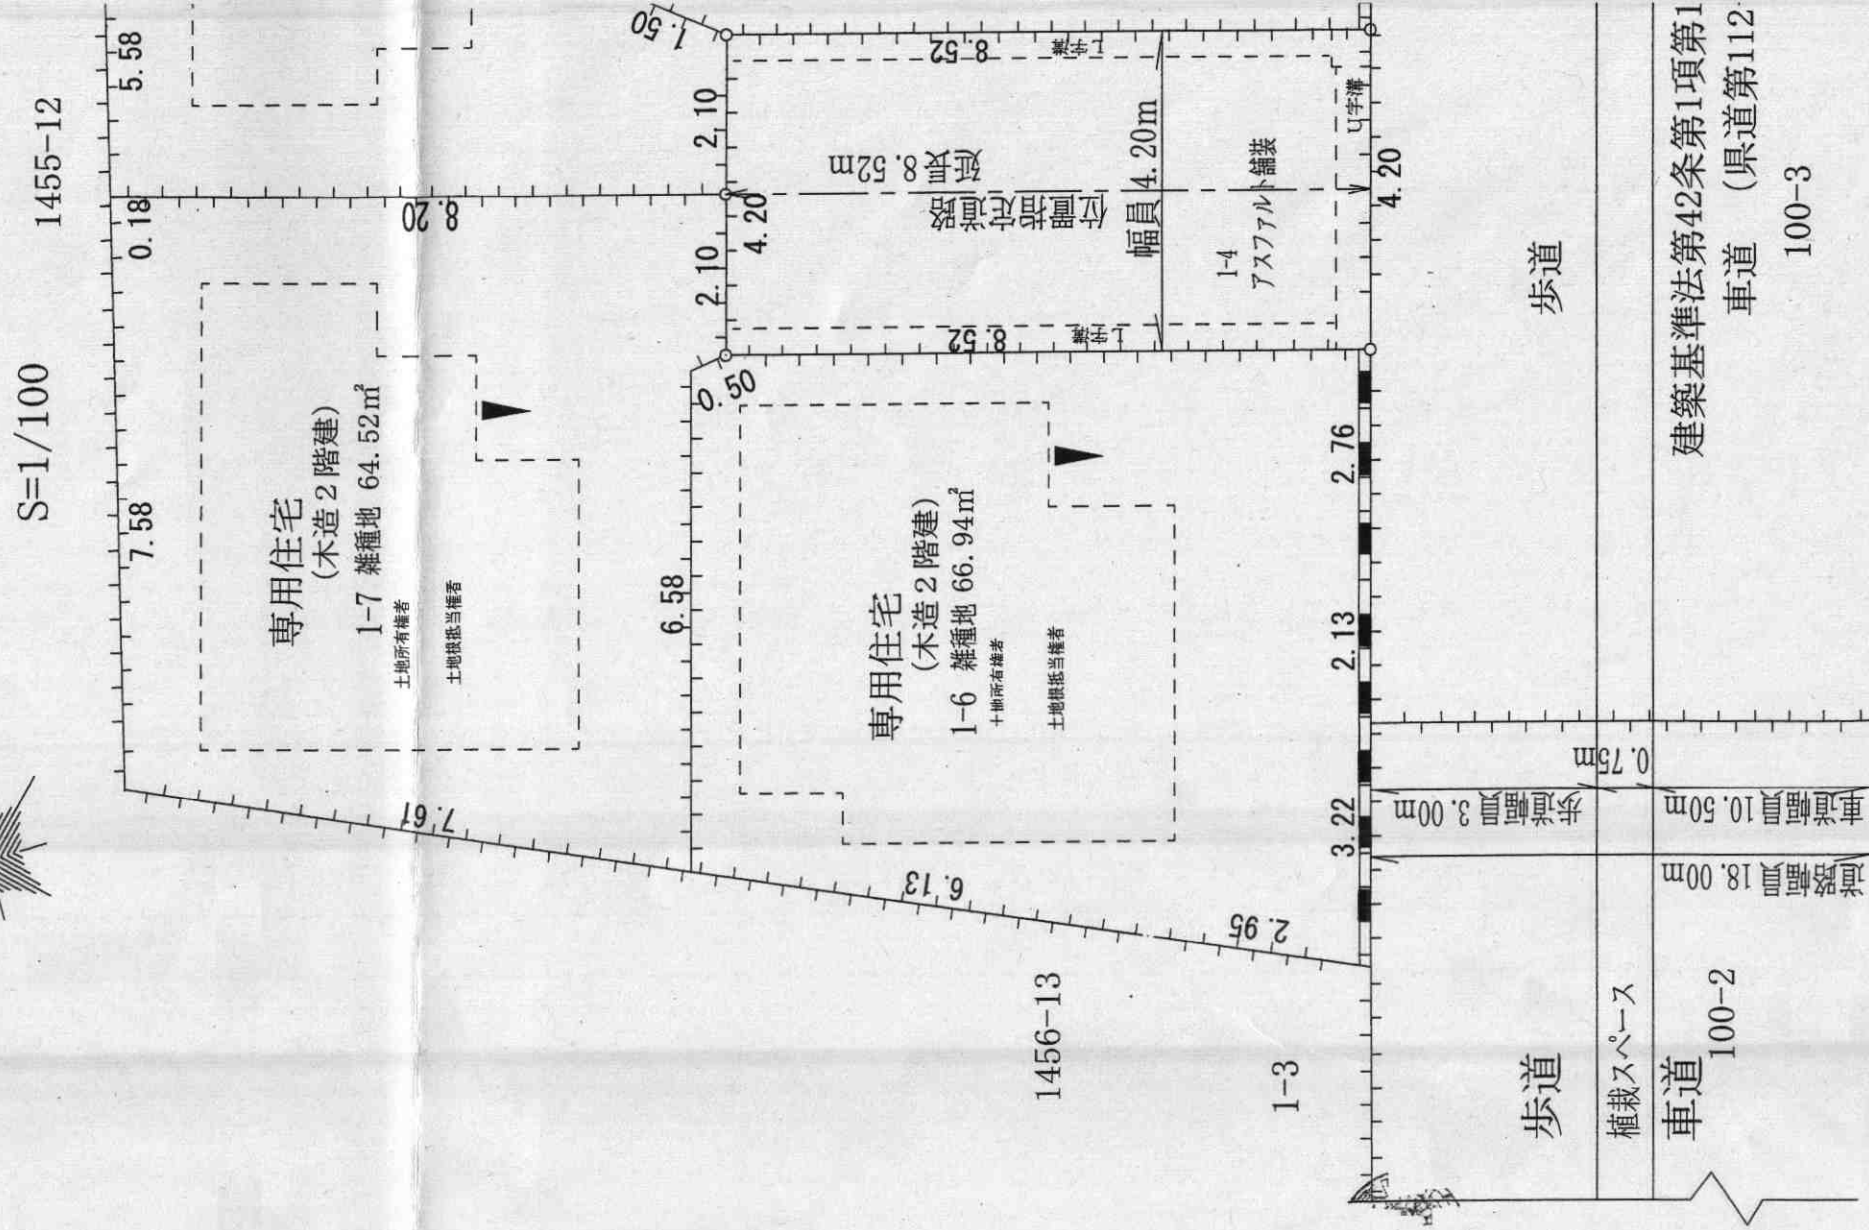 S=1/100
1455-12
5.58
0.18
7.58
8.20
7.61
専用住宅
(木造2階建)
1-7 雑種地 64.52㎡
土地所有権者
土地根抵当権者
1.50
2.10
2.10
4.20
0.50
6.58
8.52
L字溝
延長8.52m
位置指定道路
幅員4.20m
1-4
アスファルト舗装
U字溝
4.20
8.52
L字溝
専用住宅
(木造2階建)
1-6 雑種地 66.94㎡
土地所有権者
土地根抵当権者
6.13
2.95
2.76
2.13
3.22
1456-13
1-3
歩道
建築基準法第42条第1項第1
車道 (県道第112
100-3
0.75m
歩道幅員3.00m
車道幅員10.50m
道路幅員18.00m
歩道
植栽スペース
車道
100-2